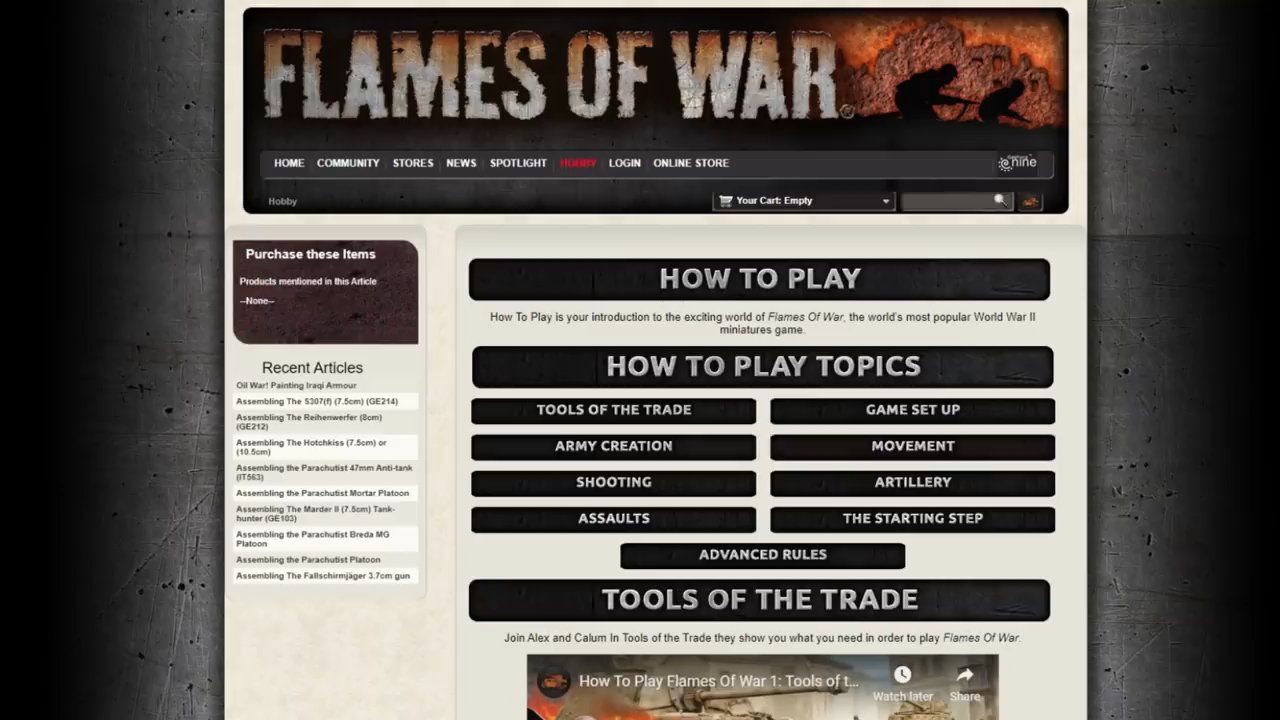 FLAMES OF WAR
HOME
COMMUNITY
STORES
NEWS
SPOTLIGHT
HOBBY
LOGIN
ONLINE STORE
nine
Hobby
Your Cart: Empty
Purchase these Items
Products mentioned in this Article
--None--
Recent Articles
Oil War! Painting Iraqi Armour
Assembling The S307(f) (7.5cm) (GE214)
Assembling The Reihenwerfer (8cm)
(GE212)
Assembling The Hotchkiss (7.5cm) or
(10.5cm)
Assembling the Parachutist 47mm Anti-tank
(IT563)
Assembling the Parachutist Mortar Platoon
Assembling The Marder II (7.5cm) Tank-
hunter (GE103)
Assembling the Parachutist Breda MG
Platoon
Assembling the Parachutist Platoon
Assembling The Fallschirmjäger 3.7cm gun
HOW TO PLAY
How To Play is your introduction to the exciting world of Flames Of War, the world's most popular World War II
miniatures game.
HOW TO PLAY TOPICS
TOOLS OF THE TRADE
GAME SET UP
ARMY CREATION
MOVEMENT
SHOOTING
ARTILLERY
ASSAULTS
THE STARTING STEP
ADVANCED RULES
TOOLS OF THE TRADE
Join Alex and Calum In Tools of the Trade they show you what you need in order to play Flames Of War.
How To Play Flames Of War 1: Tools of t...
Watch later
Share